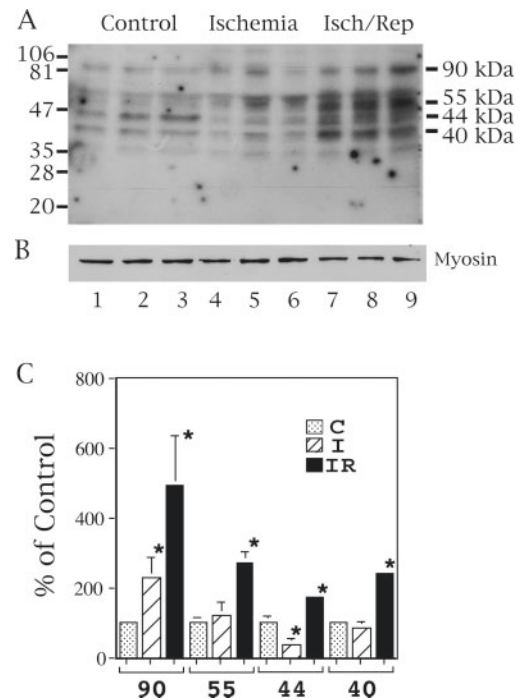 A
Control Ischemia Isch/Rep
106
81
47
35
28
20
90 kDa
55 kDa
44 kDa
40 kDa
B
Myosin
1 2 3 4 5 6 7 8 9
C
% of Control
800
600
400
200
0
C
I
IR
* * * * * *
90 55 44 40